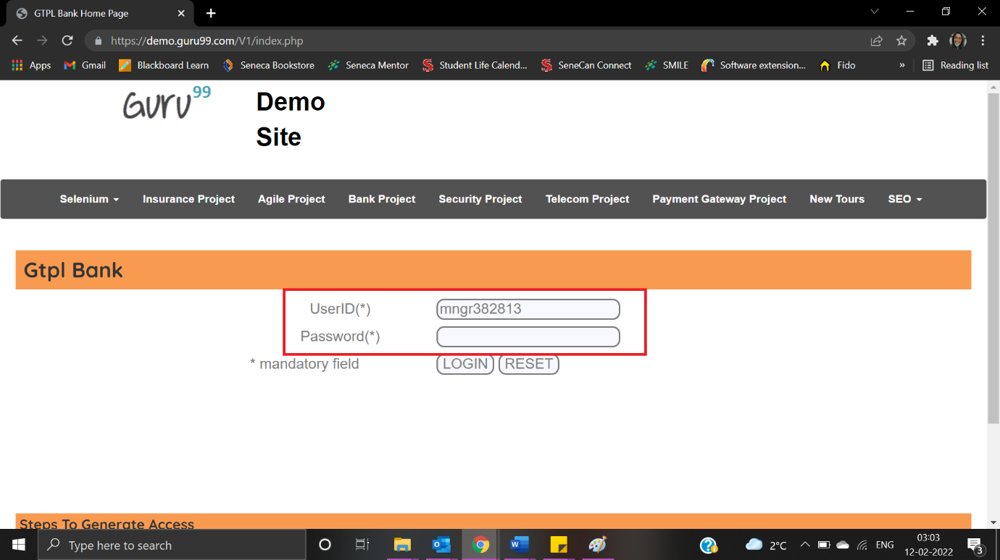 GTPL Bank Home Page
https://demo.guru99.com/V1/index.php
Apps Gmail Blackboard Learn Seneca Bookstore Seneca Mentor Student Life Calend... SeneCan Connect SMILE Software extension... Fido » Reading list
Guru99 Demo
Site
Selenium Insurance Project Agile Project Bank Project Security Project Telecom Project Payment Gateway Project New Tours SEO
Gtpl Bank
UserID(*) mngr382813
Password(*)
* mandatory field LOGIN RESET
Steps To Generate Access
Type here to search 2°C ENG 03:03
12-02-2022 3